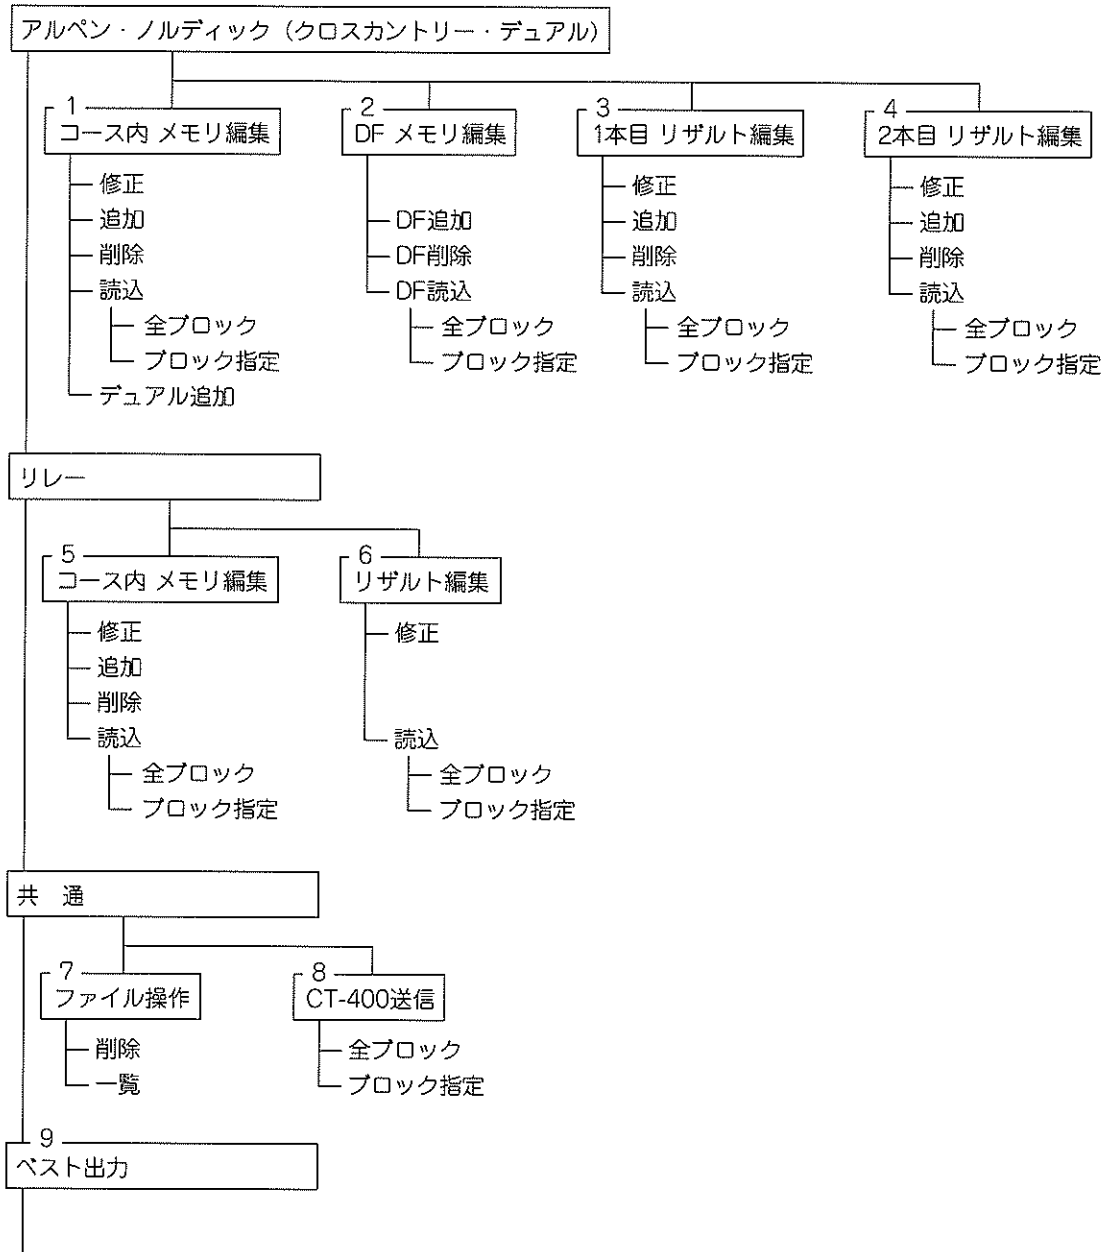 アルペン・ノルディック（クロスカントリー・デュアル）
1
コース内 メモリ編集
修正
追加
削除
読込
全ブロック
ブロック指定
デュアル追加
2
DF メモリ編集
DF追加
DF削除
DF読込
全ブロック
ブロック指定
3
1本目 リザルト編集
修正
追加
削除
読込
全ブロック
ブロック指定
4
2本目 リザルト編集
修正
追加
削除
読込
全ブロック
ブロック指定
リレー
5
コース内 メモリ編集
修正
追加
削除
読込
全ブロック
ブロック指定
6
リザルト編集
修正
読込
全ブロック
ブロック指定
共　通
7
ファイル操作
削除
一覧
8
CT-400送信
全ブロック
ブロック指定
9
ベスト出力